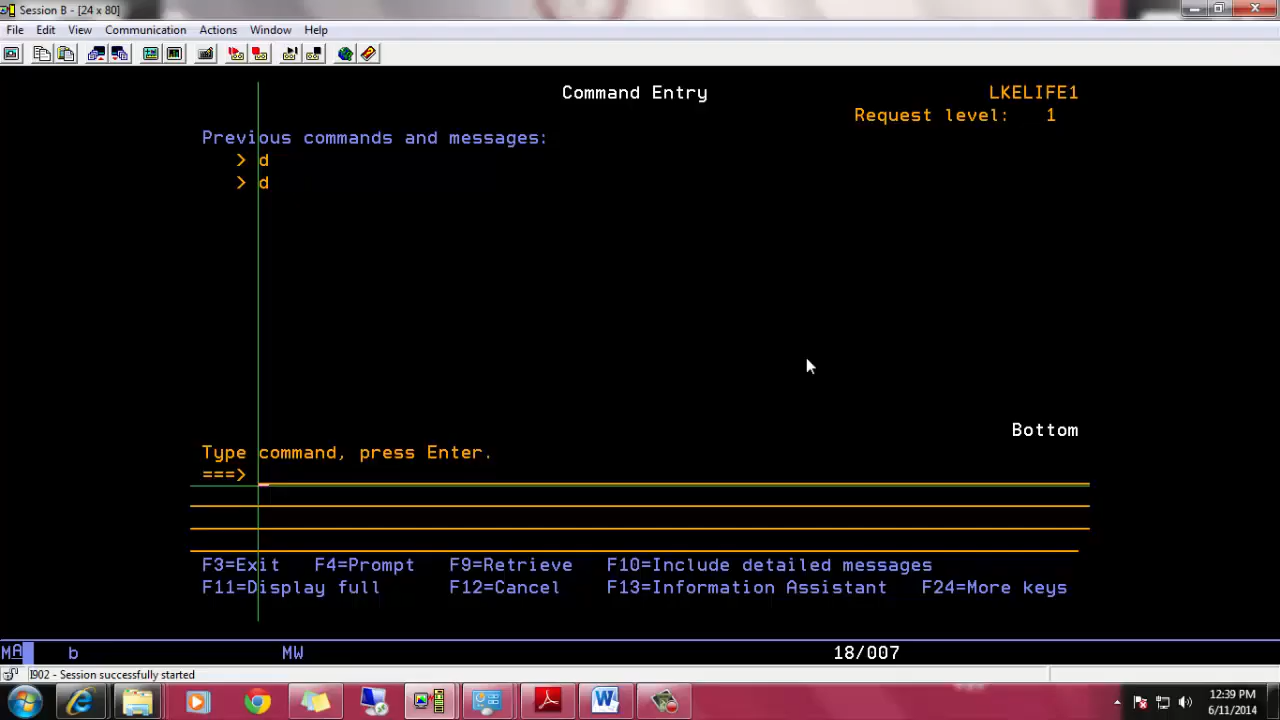 Session B - [24 x 80]
File Edit View Communication Actions Window Help
Command Entry LKELIFE1
Request level: 1
Previous commands and messages:
> d
> d
Bottom
Type command, press Enter.
===>
F3=Exit F4=Prompt F9=Retrieve F10=Include detailed messages
F11=Display full F12=Cancel F13=Information Assistant F24=More keys
MA b MW 18/007
I902 - Session successfully started
12:39 PM
6/11/2014